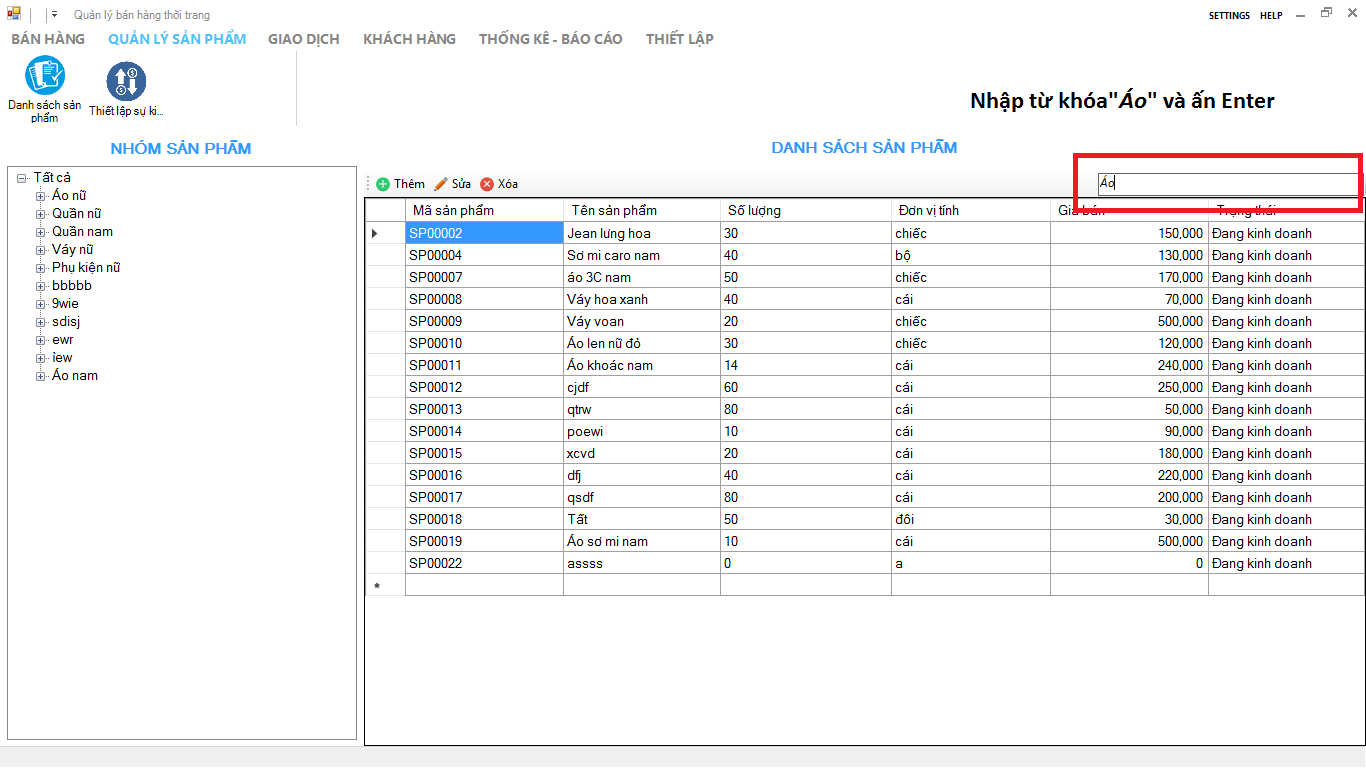 Quản lý bán hàng thời trang
SETTINGS HELP
BÁN HÀNG QUẢN LÝ SẢN PHẨM GIAO DỊCH KHÁCH HÀNG THỐNG KÊ - BÁO CÁO THIẾT LẬP
Danh sách sản phẩm
Thiết lập sự ki...
Nhập từ khóa"Áo" và ấn Enter
NHÓM SẢN PHẨM
Tất cả
Áo nữ
Quần nữ
Quần nam
Váy nữ
Phụ kiện nữ
bbbbb
9wie
sdisj
ewr
iew
Áo nam
DANH SÁCH SẢN PHẨM
Thêm Sửa Xóa
Áo
Mã sản phẩm Tên sản phẩm Số lượng Đơn vị tính Giá bán Trạng thái
SP00002 Jean lưng hoa 30 chiếc 150,000 Đang kinh doanh
SP00004 Sơ mi caro nam 40 bộ 130,000 Đang kinh doanh
SP00007 áo 3C nam 50 chiếc 170,000 Đang kinh doanh
SP00008 Váy hoa xanh 40 cái 70,000 Đang kinh doanh
SP00009 Váy voan 20 chiếc 500,000 Đang kinh doanh
SP00010 Áo len nữ đỏ 30 chiếc 120,000 Đang kinh doanh
SP00011 Áo khoác nam 14 cái 240,000 Đang kinh doanh
SP00012 cjdf 60 cái 250,000 Đang kinh doanh
SP00013 qtrw 80 cái 50,000 Đang kinh doanh
SP00014 poewi 10 cái 90,000 Đang kinh doanh
SP00015 xcvd 20 cái 180,000 Đang kinh doanh
SP00016 dfj 40 cái 220,000 Đang kinh doanh
SP00017 qsdf 80 cái 200,000 Đang kinh doanh
SP00018 Tất 50 đôi 30,000 Đang kinh doanh
SP00019 Áo sơ mi nam 10 cái 500,000 Đang kinh doanh
SP00022 assss 0 a 0 Đang kinh doanh